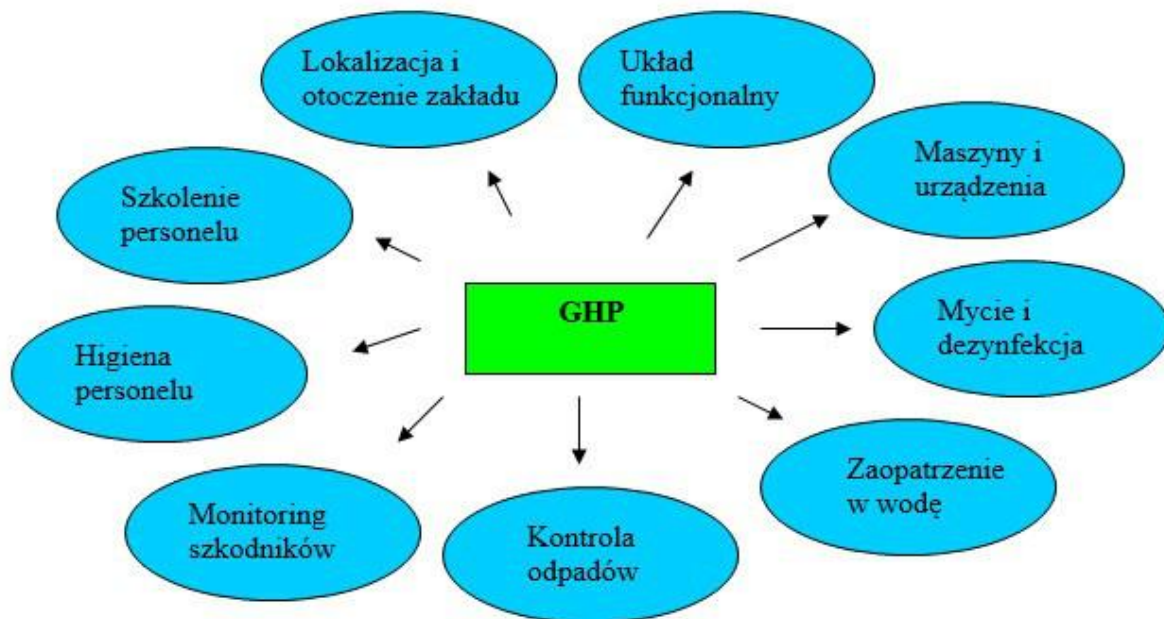 Lokalizacja i
otoczenie zakładu
Układ
funkcjonalny
Maszyny i
urządzenia
Szkolenie
personelu
GHP
Mycie i
dezynfekcja
Higiena
personelu
Zaopatrzenie
w wodę
Monitoring
szkodników
Kontrola
odpadów